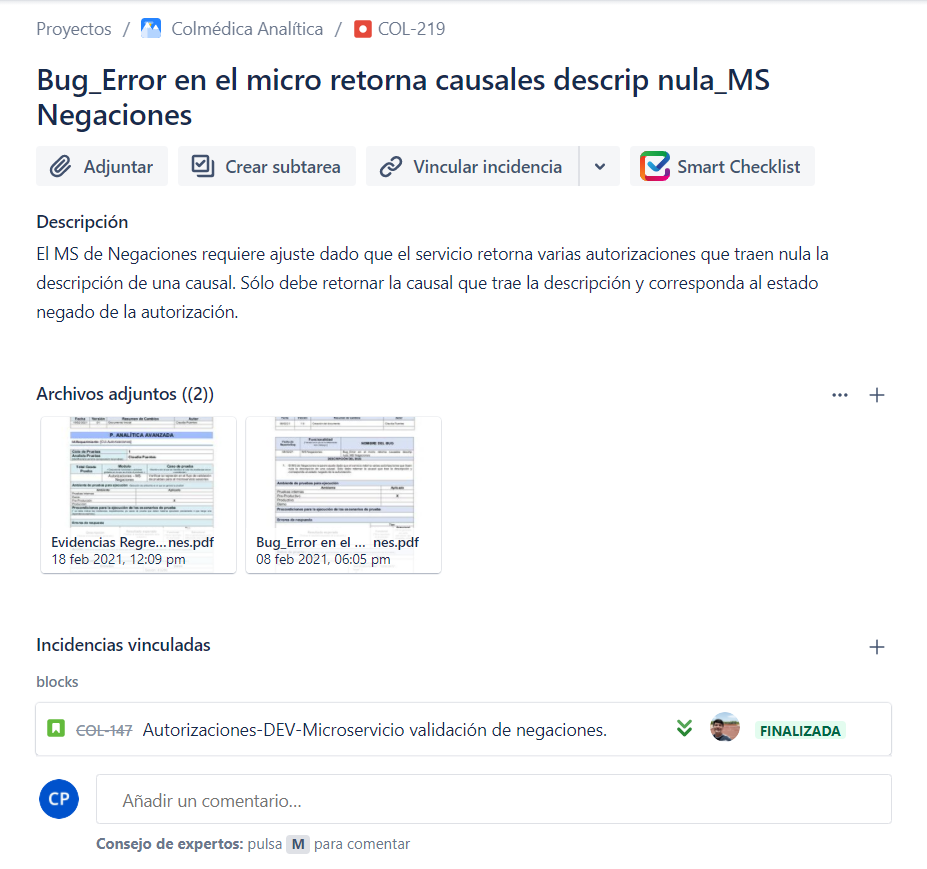 Proyectos / Colmédica Analítica / COL-219
Bug_Error en el micro retorna causales descrip nula_MS
Negaciones
Adjuntar
Crear subtarea
Vincular incidencia
Smart Checklist
Descripción
El MS de Negaciones requiere ajuste dado que el servicio retorna varias autorizaciones que traen nula la
descripción de una causal. Sólo debe retornar la causal que trae la descripción y corresponda al estado
negado de la autorización.
Archivos adjuntos ((2))
P. ANALÍTICA AVANZADA
Evidencias Regre...nes.pdf
18 feb 2021, 12:09 pm
NOMBRE DEL BUG
Bug_Error en el ... nes.pdf
08 feb 2021, 06:05 pm
Incidencias vinculadas
blocks
COL-147 Autorizaciones-DEV-Microservicio validación de negaciones.
FINALIZADA
CP
Añadir un comentario...
Consejo de expertos: pulsa M para comentar